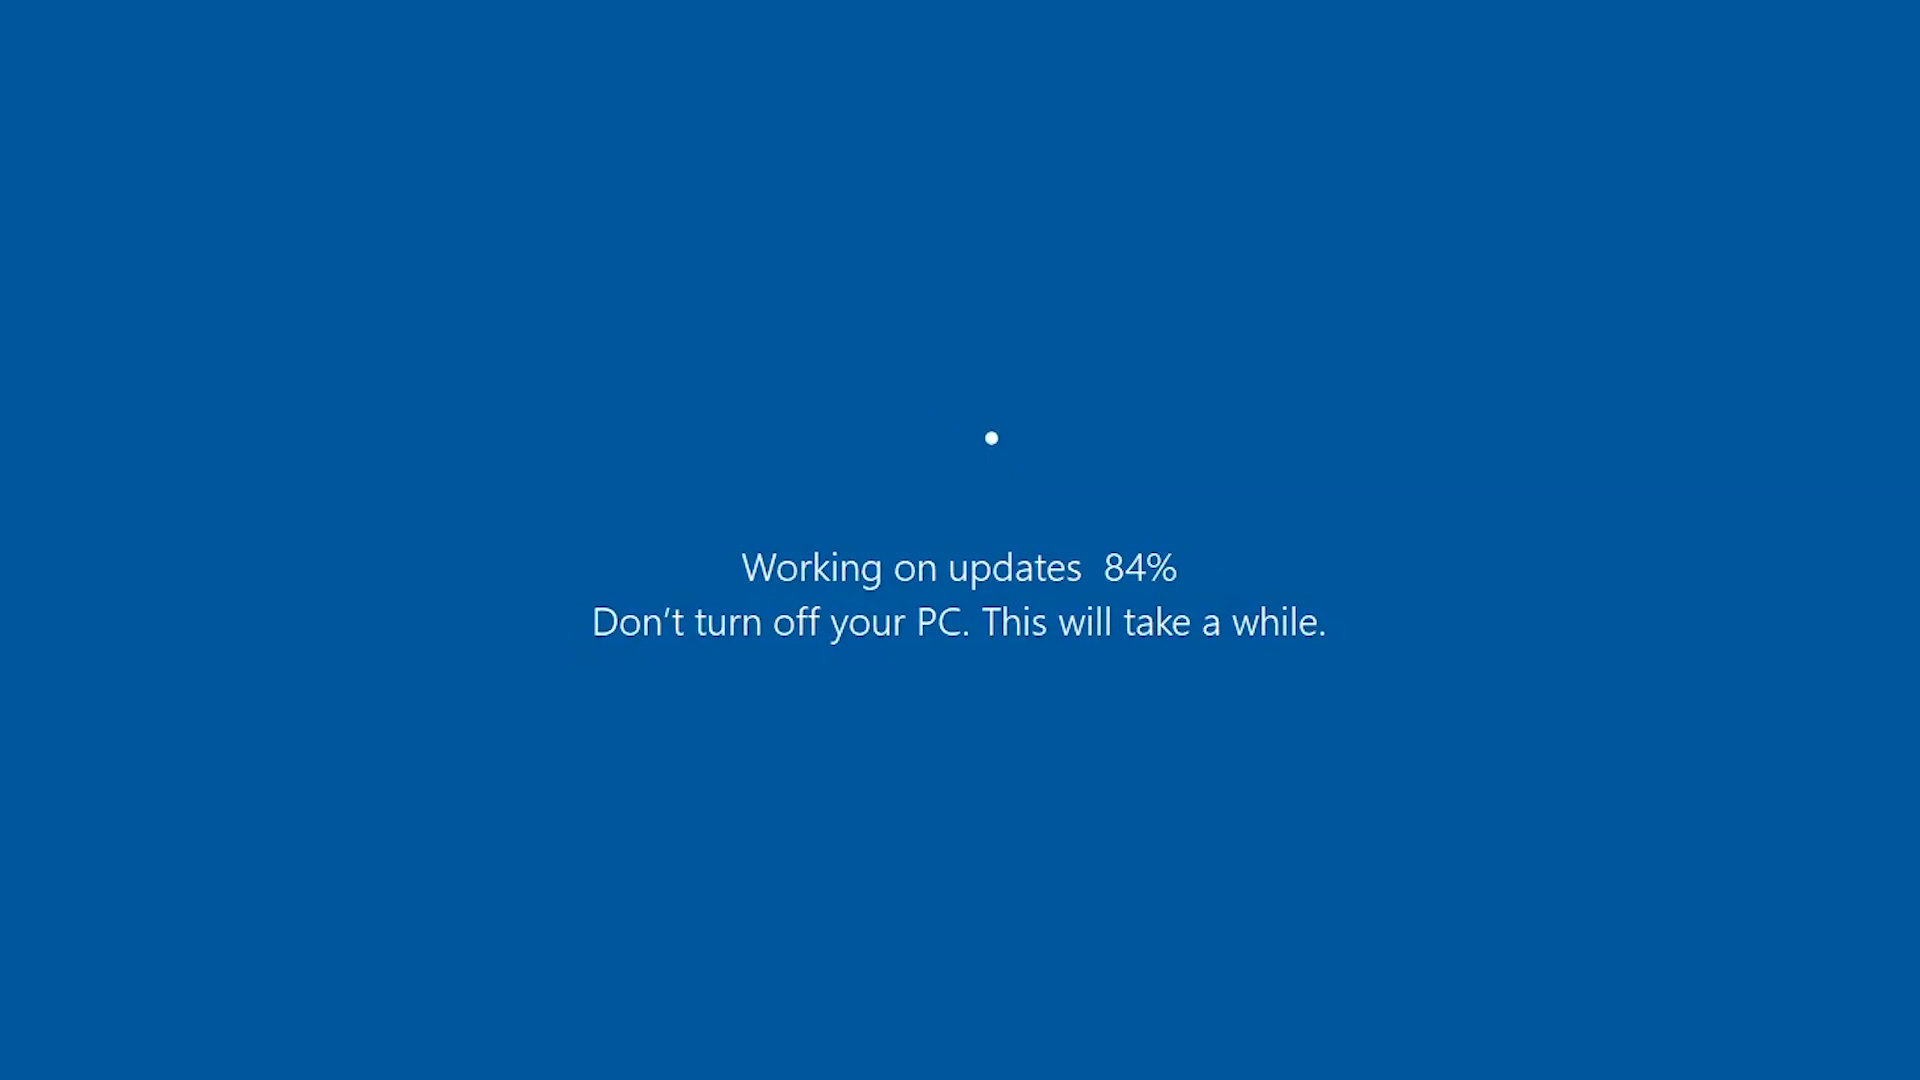 Working on updates  84%
Don’t turn off your PC. This will take a while.